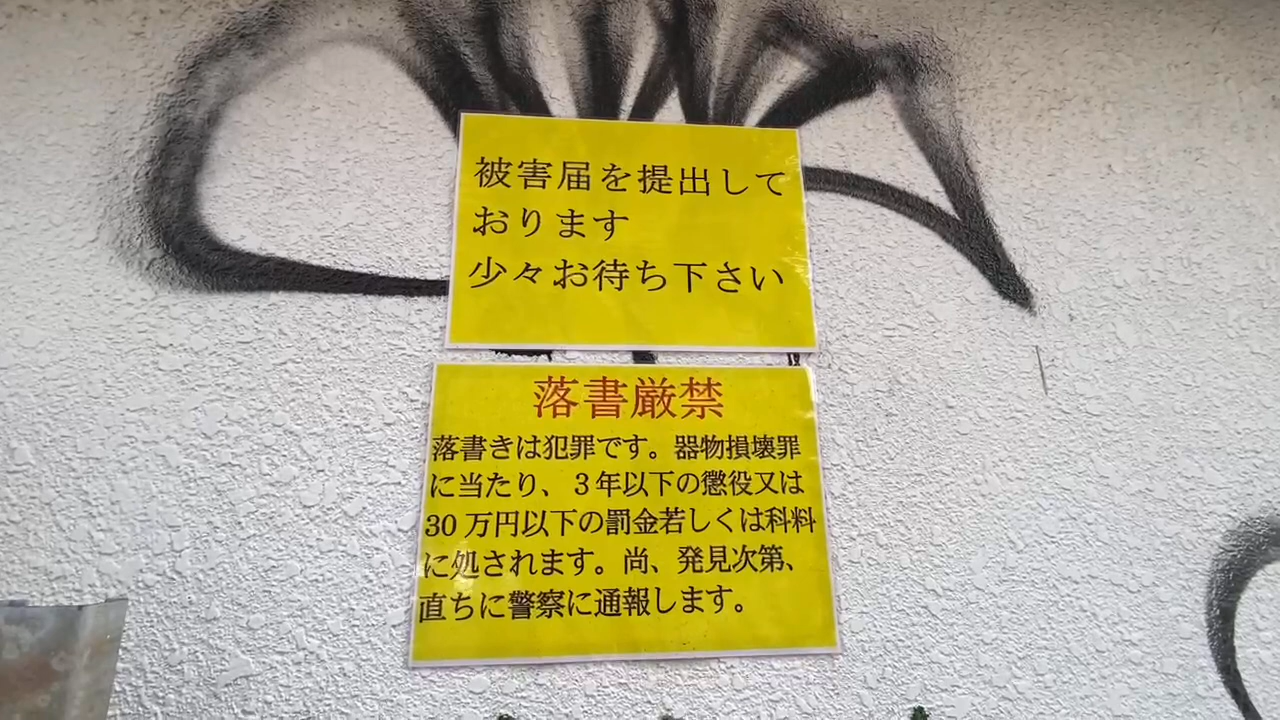 被害届を提出して
おります
少々お待ち下さい
落書厳禁
落書きは犯罪です。器物損壊罪
に当たり、３年以下の懲役又は
30 万円以下の罰金若しくは科料
に処されます。尚、発見次第、
直ちに警察に通報します。